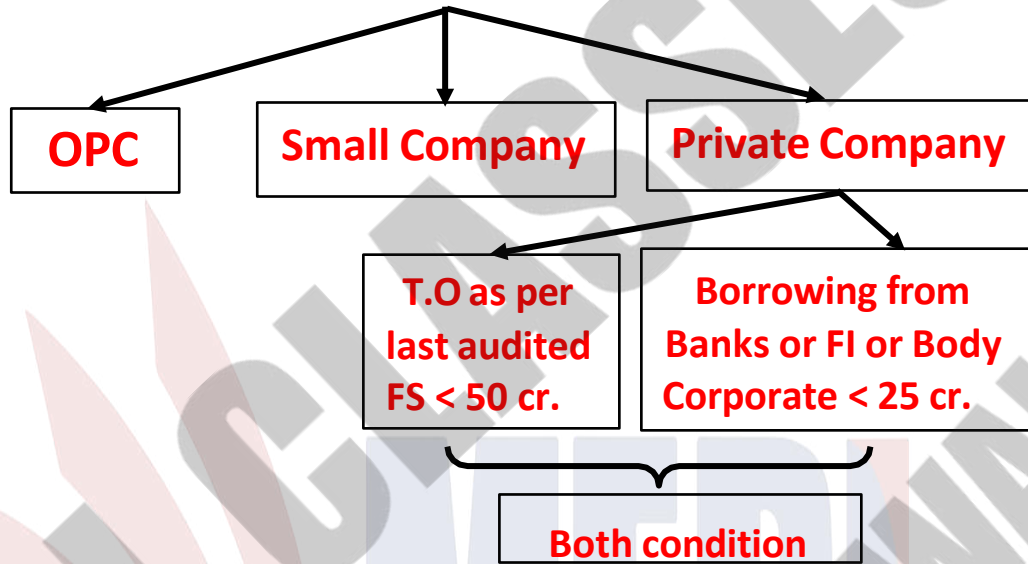 OPC
Small Company
Private Company
T.O as per
last audited
FS < 50 cr.
Borrowing from
Banks or FI or Body
Corporate < 25 cr.
Both condition